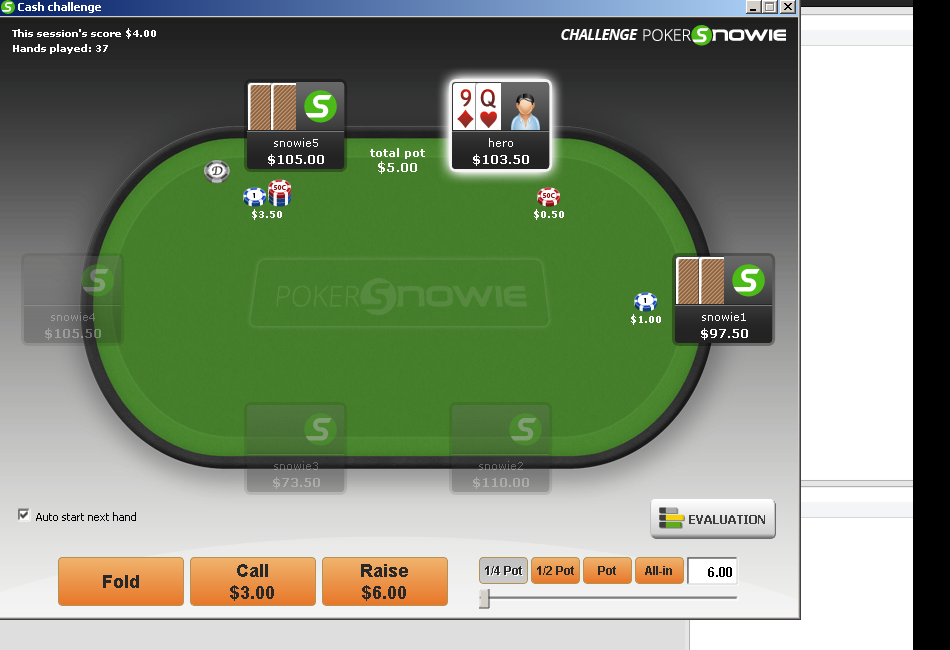 Cash challenge
This session's score $4.00
Hands played: 37
CHALLENGE POKER SNOWIE
S
9 Q
snowie5
$105.00
hero
$103.50
total pot
$5.00
D
1 50C
$3.50
50C
$0.50
S
snowie4
$105.50
POKER SNOWIE
1
$1.00
S
snowie1
$97.50
S
snowie3
$73.50
S
snowie2
$110.00
Auto start next hand
EVALUATION
Fold
Call
$3.00
Raise
$6.00
1/4 Pot 1/2 Pot Pot All-in 6.00